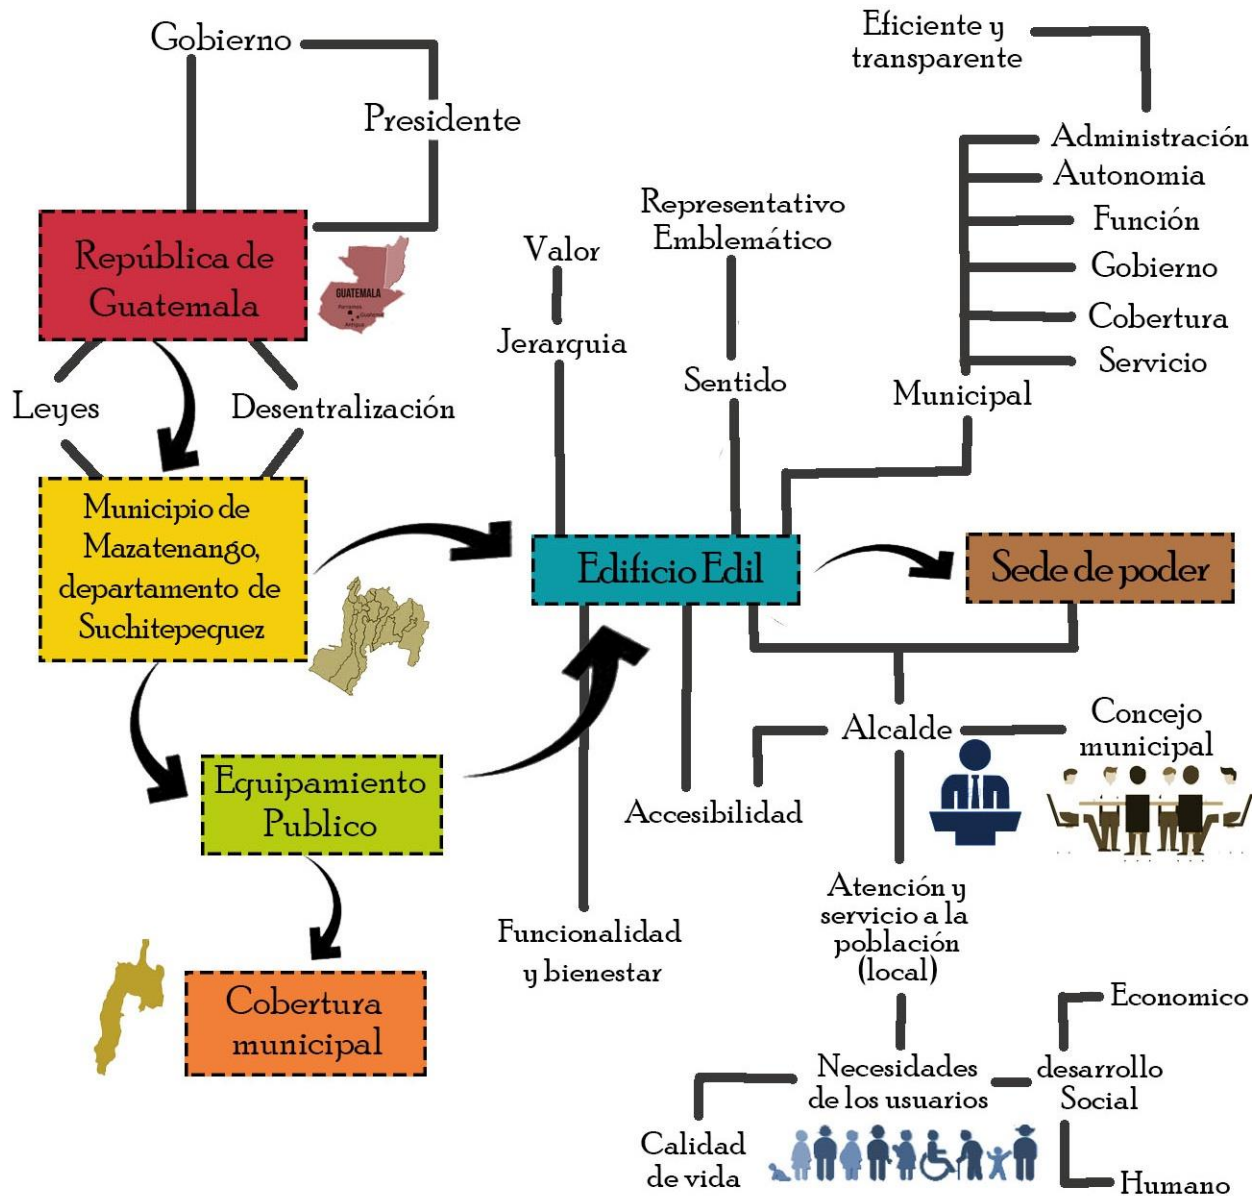 Gobierno
Presidente
República de
Guatemala
GUATEMALA
Guatemala
Antigua
Leyes
Desentralización
Municipio de
Mazatenango,
departamento de
Suchitepequez
Equipamiento
Publico
Cobertura
municipal
Valor
Jerarquia
Representativo
Emblemático
Sentido
Eficiente y
transparente
Administración
Autonomia
Función
Gobierno
Cobertura
Servicio
Municipal
Edificio Edil
Sede de poder
Alcalde
Concejo
municipal
Accesibilidad
Funcionalidad
y bienestar
Atención y
servicio a la
población
(local)
Necesidades
de los usuarios
Calidad
de vida
desarrollo
Social
Economico
Humano